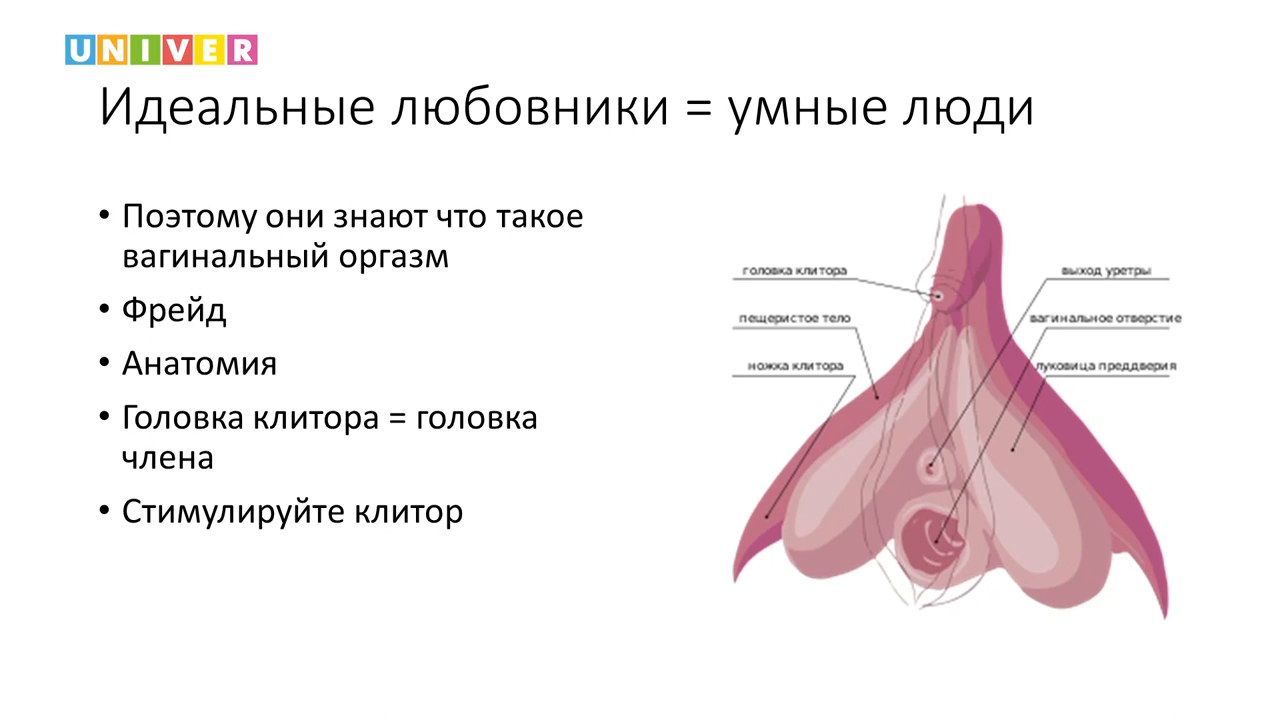 UNIVER
Идеальные любовники = умные люди
• Поэтому они знают что такое
вагинальный оргазм
• Фрейд
• Анатомия
• Головка клитора = головка
члена
• Стимулируйте клитор
головка клитора
пещеристое тело
ножка клитора
выход уретры
вагинальное отверстие
луковица преддверия